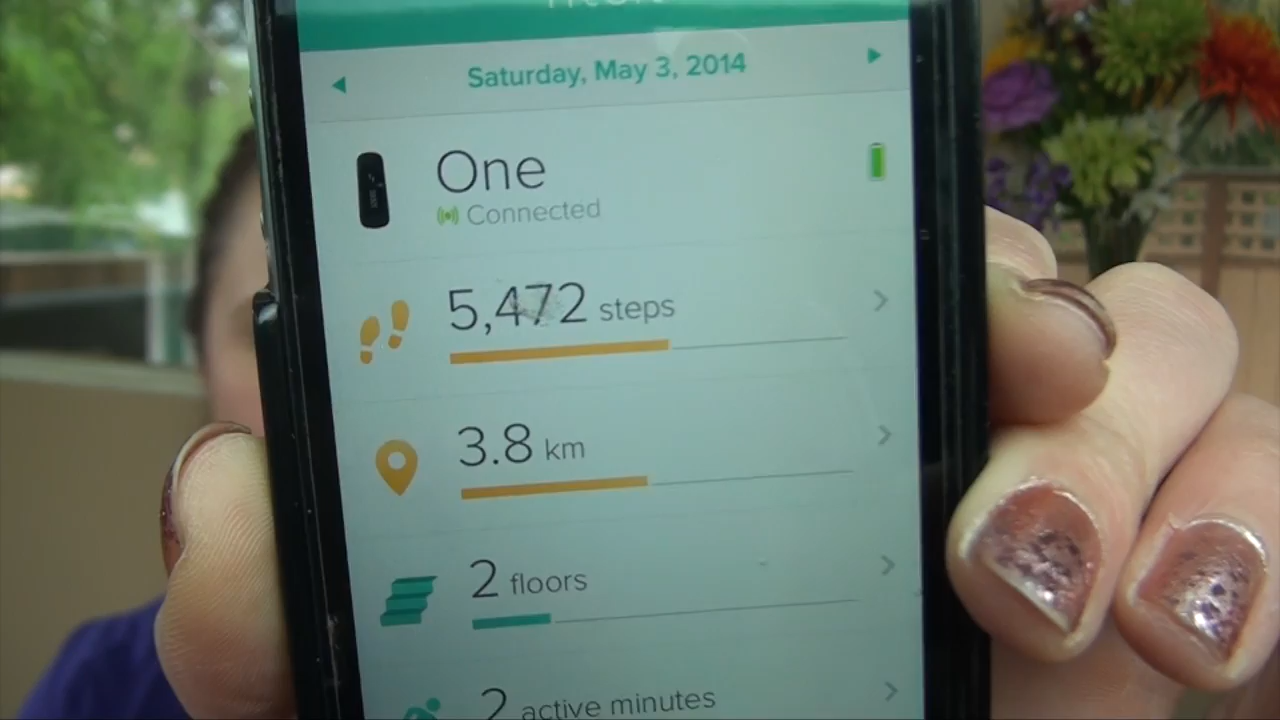 Saturday, May 3, 2014
One
Connected
5,472 steps
3.8 km
2 floors
2 active minutes